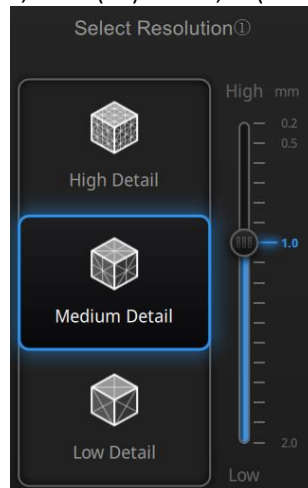 Select Resolution①
High mm
0.2
0.5
High Detail
1.0
Medium Detail
2.0
Low Detail
Low